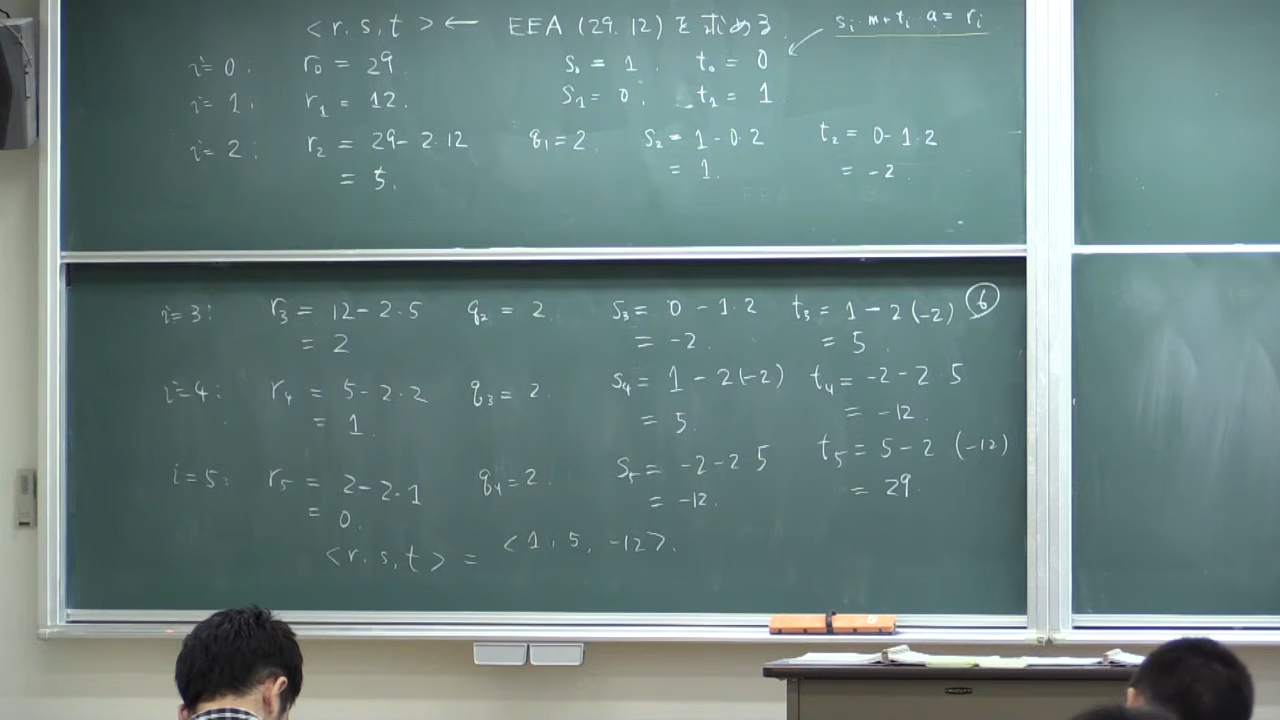 <r, s, t> ← EEA (29, 12) を求める. sᵢ·m+tᵢ·a = rᵢ
i=0: r₀ = 29. s₀ = 1. t₀ = 0
i=1: r₁ = 12. s₁ = 0. t₁ = 1
i=2: r₂ = 29-2·12 q₁=2. s₂ = 1-0·2 t₂ = 0-1·2
= 5. = 1. = -2.
i=3: r₃ = 12-2·5 q₂ = 2. s₃ = 0-1·2 t₃ = 1-2(-2) ⑥
= 2 = -2. = 5.
i=4: r₄ = 5-2·2 q₃ = 2. s₄ = 1-2(-2) t₄ = -2-2·5
= 1. = 5. = -12.
i=5: r₅ = 2-2·1 q₄=2. s₅ = -2-2 5 t₅ = 5-2 (-12)
= 0. = -12. = 29.
<r, s, t> = <1, 5, -12>.